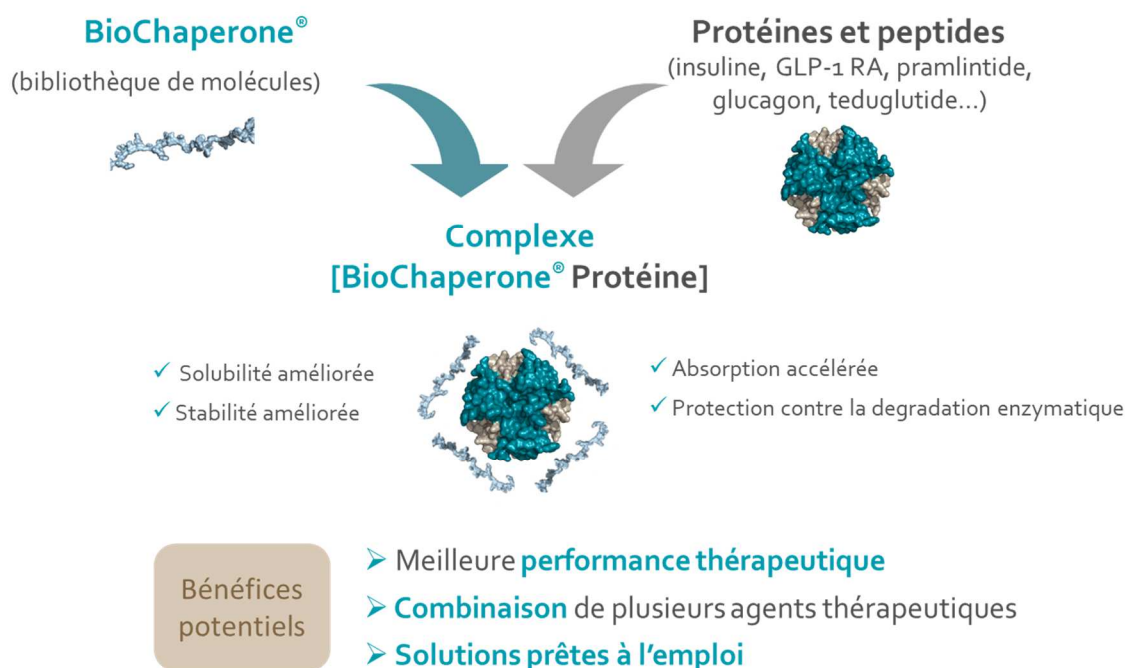 BioChaperone®
(bibliothèque de molécules)
Protéines et peptides
(insuline, GLP-1 RA, pramlintide,
glucagon, teduglutide...)
Complexe
[BioChaperone® Protéine]
✓ Solubilité améliorée
✓ Stabilité améliorée
✓ Absorption accélérée
✓ Protection contre la degradation enzymatique
Bénéfices
potentiels
➢ Meilleure performance thérapeutique
➢ Combinaison de plusieurs agents thérapeutiques
➢ Solutions prêtes à l'emploi